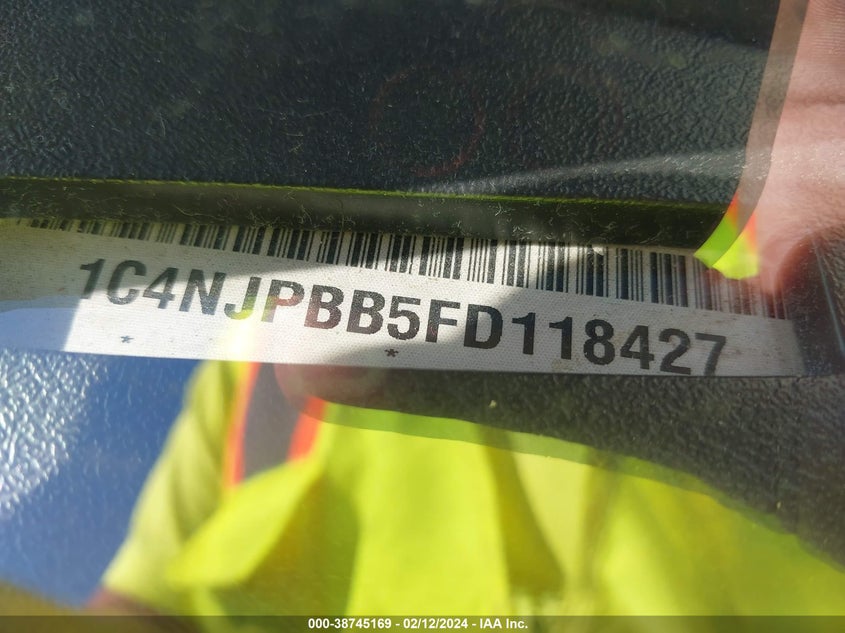 1C4NJPBB5FD118427
* *
000-38745169 - 02/12/2024 - IAA Inc.